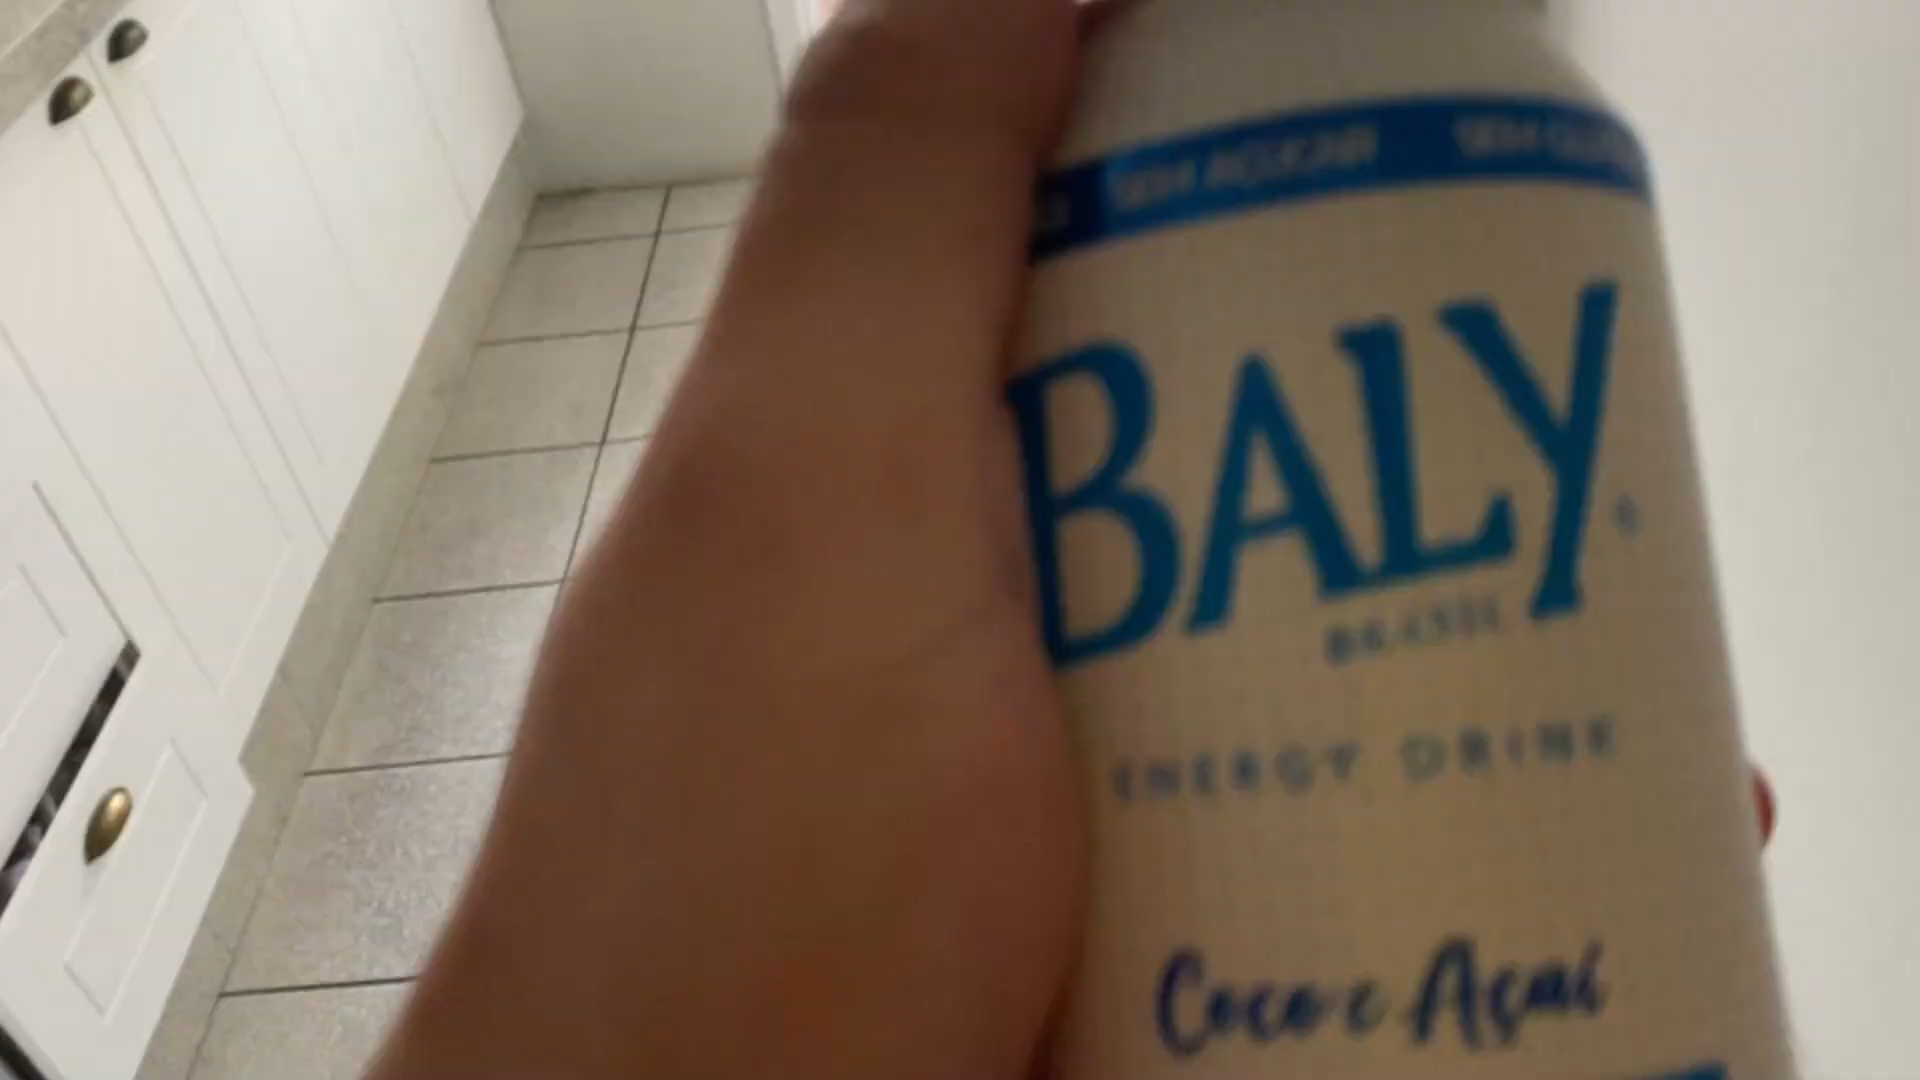 SEM AÇÚCAR
BALY
BRASIL
ENERGY DRINK
Coco e Açaí